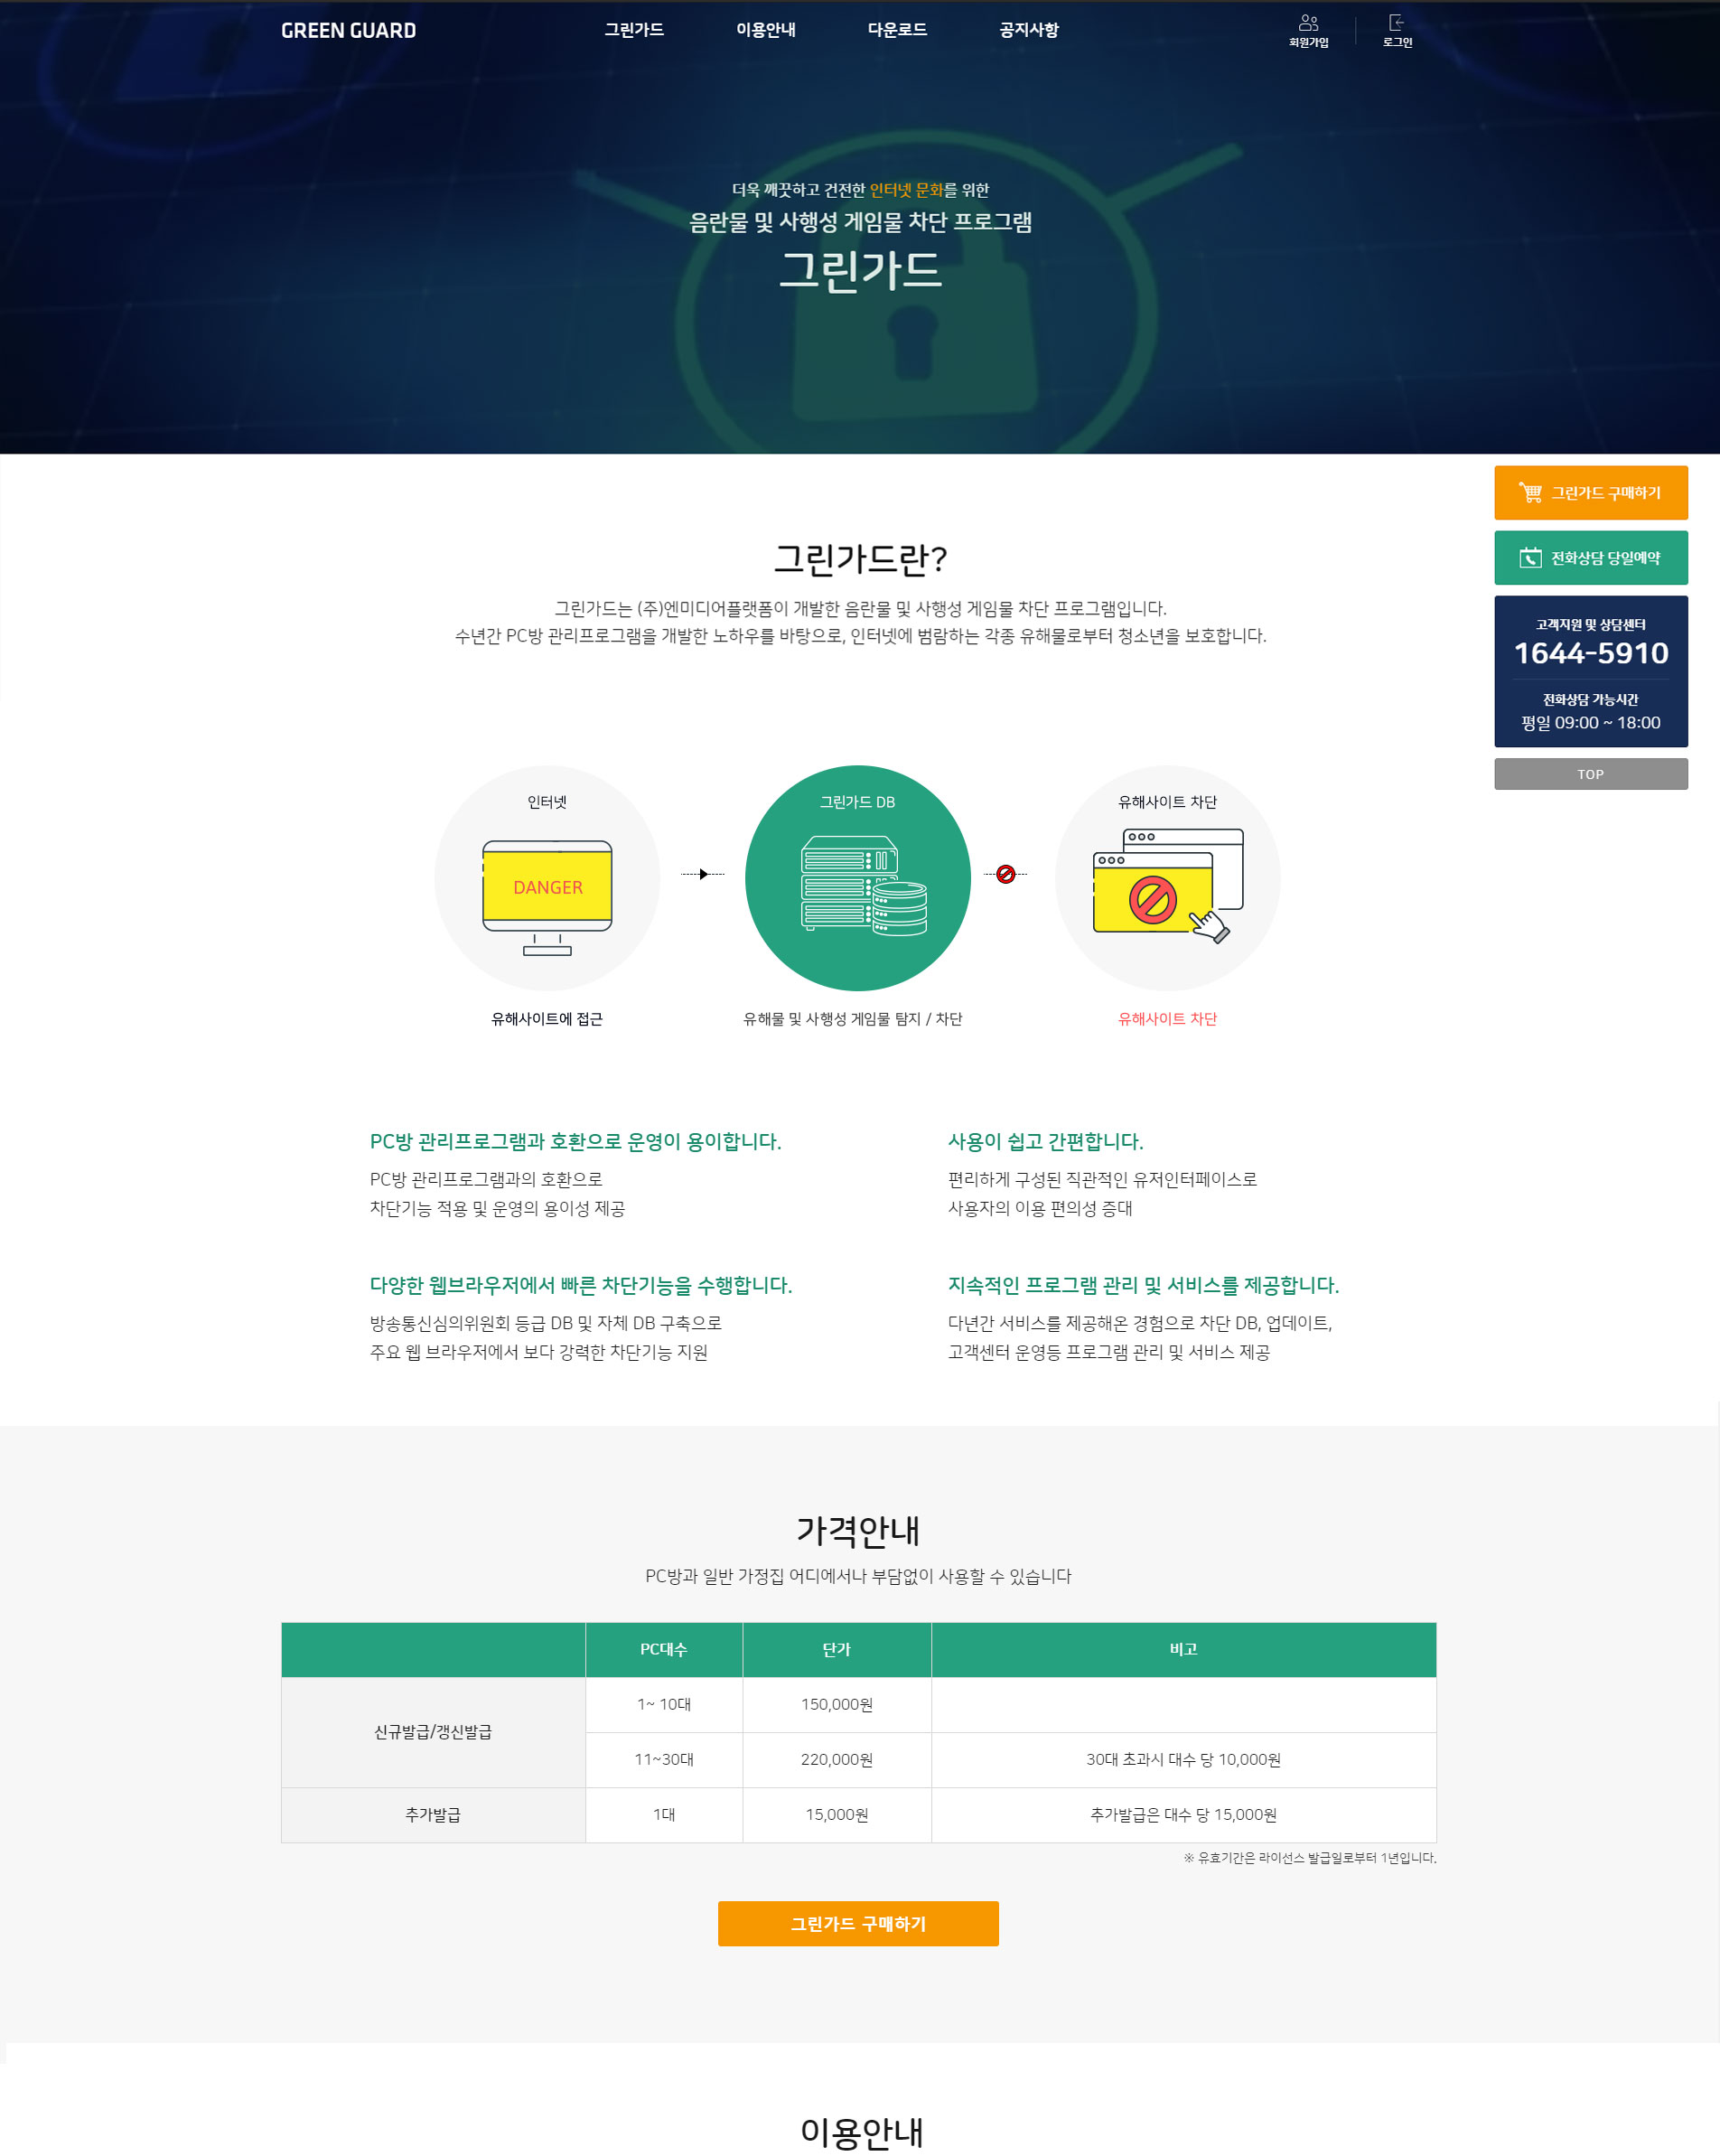 GREEN GUARD
그린가드
이용안내
다운로드
공지사항
회원가입
로그인
더욱 깨끗하고 건전한 인터넷 문화를 위한
음란물 및 사행성 게임물 차단 프로그램
그린가드
그린가드 구매하기
전화상담 당일예약
고객지원 및 상담센터
1644-5910
전화상담 가능시간
평일 09:00 ~ 18:00
TOP
그린가드란?
그린가드는 (주)엔미디어플랫폼이 개발한 음란물 및 사행성 게임물 차단 프로그램입니다.
수년간 PC방 관리프로그램을 개발한 노하우를 바탕으로, 인터넷에 범람하는 각종 유해물로부터 청소년을 보호합니다.
인터넷
DANGER
유해사이트에 접근
그린가드 DB
유해물 및 사행성 게임물 탐지 / 차단
유해사이트 차단
유해사이트 차단
PC방 관리프로그램과 호환으로 운영이 용이합니다.
PC방 관리프로그램과의 호환으로
차단기능 적용 및 운영의 용이성 제공
사용이 쉽고 간편합니다.
편리하게 구성된 직관적인 유저인터페이스로
사용자의 이용 편의성 증대
다양한 웹브라우저에서 빠른 차단기능을 수행합니다.
방송통신심의위원회 등급 DB 및 자체 DB 구축으로
주요 웹 브라우저에서 보다 강력한 차단기능 지원
지속적인 프로그램 관리 및 서비스를 제공합니다.
다년간 서비스를 제공해온 경험으로 차단 DB, 업데이트,
고객센터 운영등 프로그램 관리 및 서비스 제공
가격안내
PC방과 일반 가정집 어디에서나 부담없이 사용할 수 있습니다
PC대수
단가
비고
신규발급/갱신발급
1~ 10대
150,000원
11~30대
220,000원
30대 초과시 대수 당 10,000원
추가발급
1대
15,000원
추가발급은 대수 당 15,000원
※ 유효기간은 라이선스 발급일로부터 1년입니다.
그린가드 구매하기
이용안내